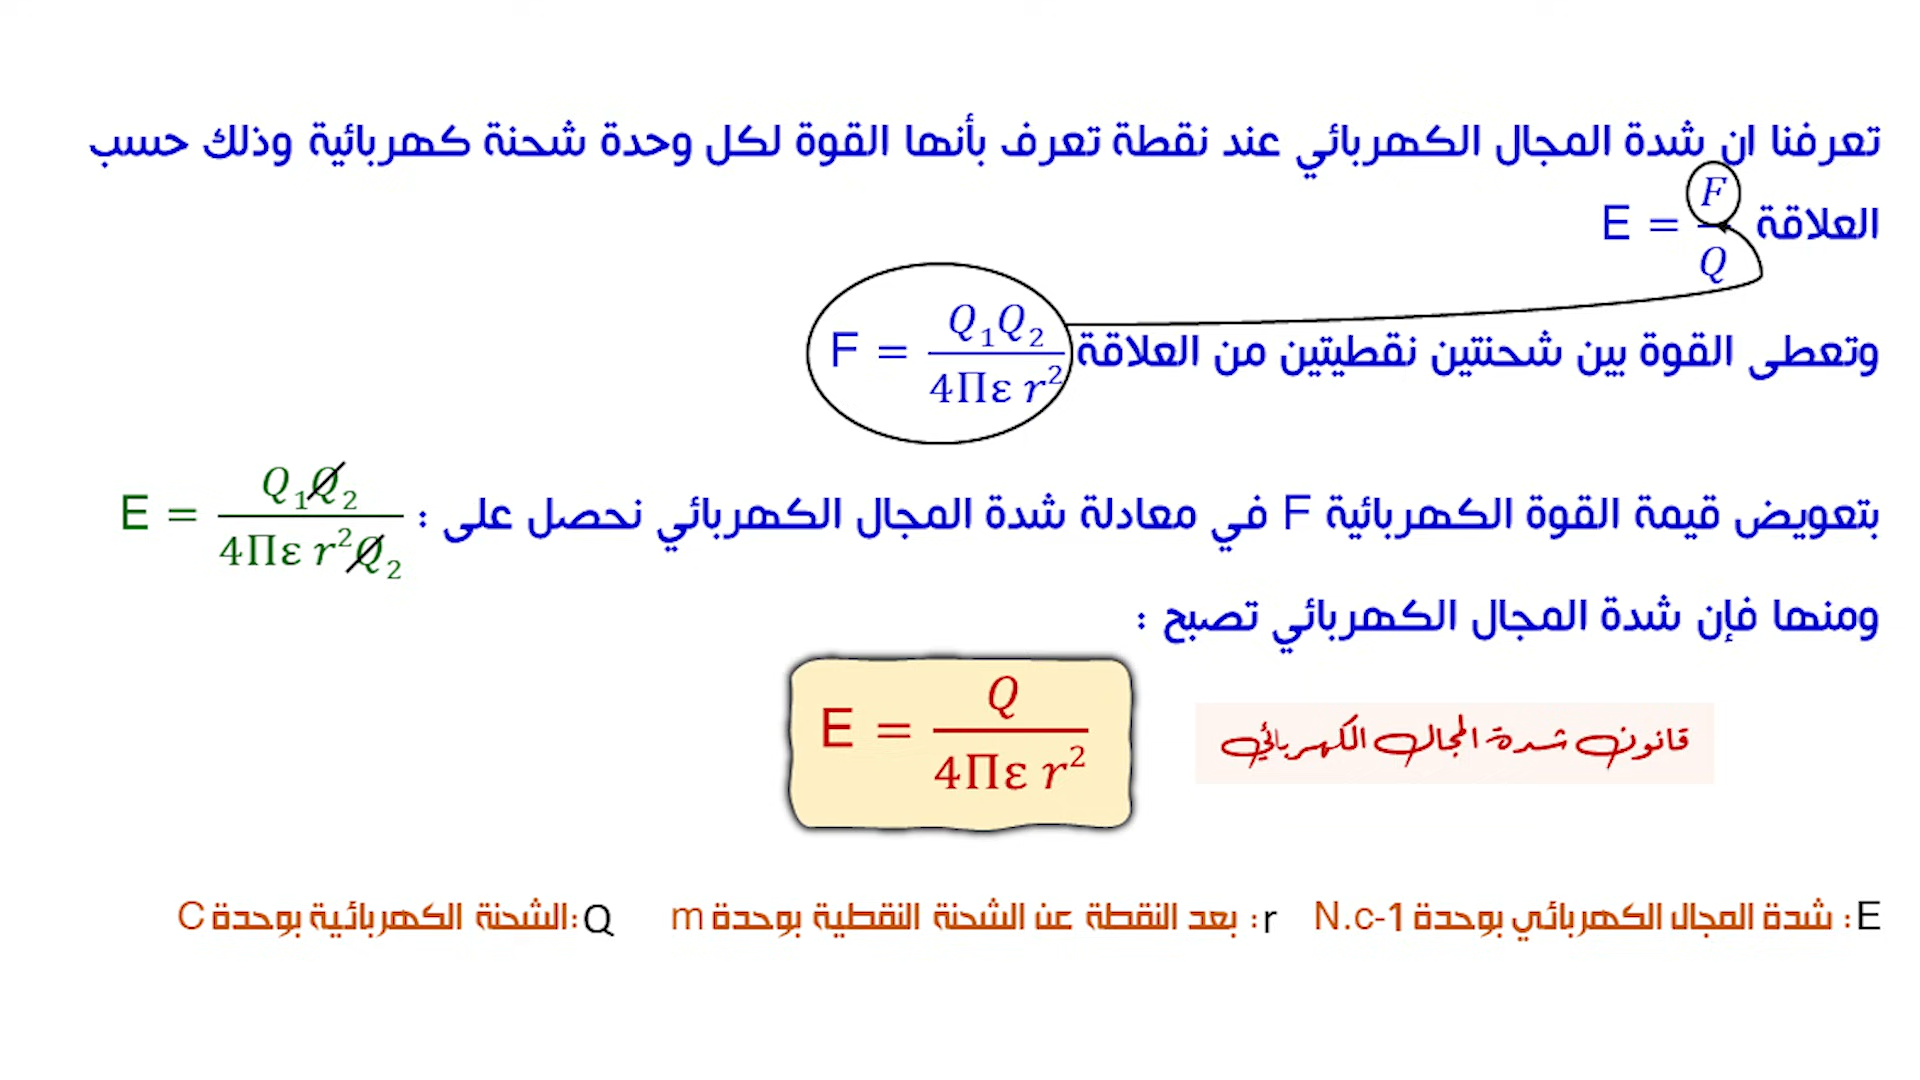 تعرفنا ان شدة المجال الكهربائي عند نقطة تعرف بأنها القوة لكل وحدة شحنة كهربائية وذلك حسب
العلاقة E = F/Q
وتعطى القوة بين شحنتين نقطيتين من العلاقة F = Q₁Q₂/4Πε r²
بتعويض قيمة القوة الكهربائية F في معادلة شدة المجال الكهربائي نحصل على : E = Q₁Q₂/4Πε r²Q₂
ومنها فإن شدة المجال الكهربائي تصبح :
قانون شدة المجال الكهربائي
E = Q/4Πε r²
E: شدة المجال الكهربائي بوحدة N.c-1 r: بعد النقطة عن الشحنة النقطية بوحدة m Q:الشحنة الكهربائية بوحدة C